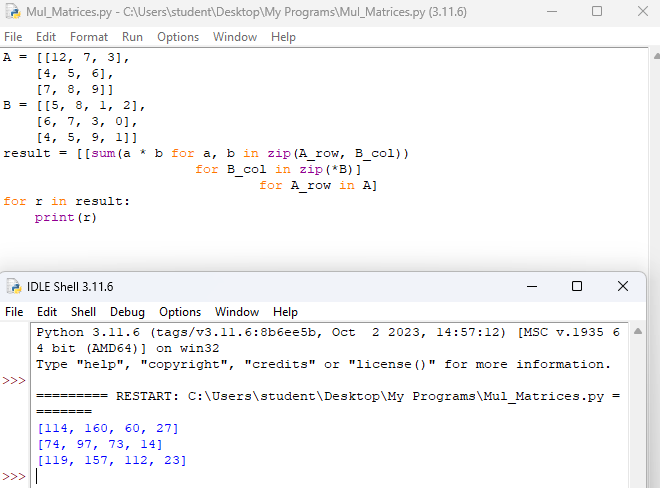 Mul_Matrices.py - C:\Users\student\Desktop\My Programs\Mul_Matrices.py (3.11.6)
File Edit Format Run Options Window Help
A = [[12, 7, 3],
    [4, 5, 6],
    [7, 8, 9]]
B = [[5, 8, 1, 2],
    [6, 7, 3, 0],
    [4, 5, 9, 1]]
result = [[sum(a * b for a, b in zip(A_row, B_col))
                        for B_col in zip(*B)]
                                for A_row in A]
for r in result:
    print(r)
IDLE Shell 3.11.6
File Edit Shell Debug Options Window Help
Python 3.11.6 (tags/v3.11.6:8b6ee5b, Oct  2 2023, 14:57:12) [MSC v.1935 6
4 bit (AMD64)] on win32
Type "help", "copyright", "credits" or "license()" for more information.
>>>
========= RESTART: C:\Users\student\Desktop\My Programs\Mul_Matrices.py =
=======
[114, 160, 60, 27]
[74, 97, 73, 14]
[119, 157, 112, 23]
>>>